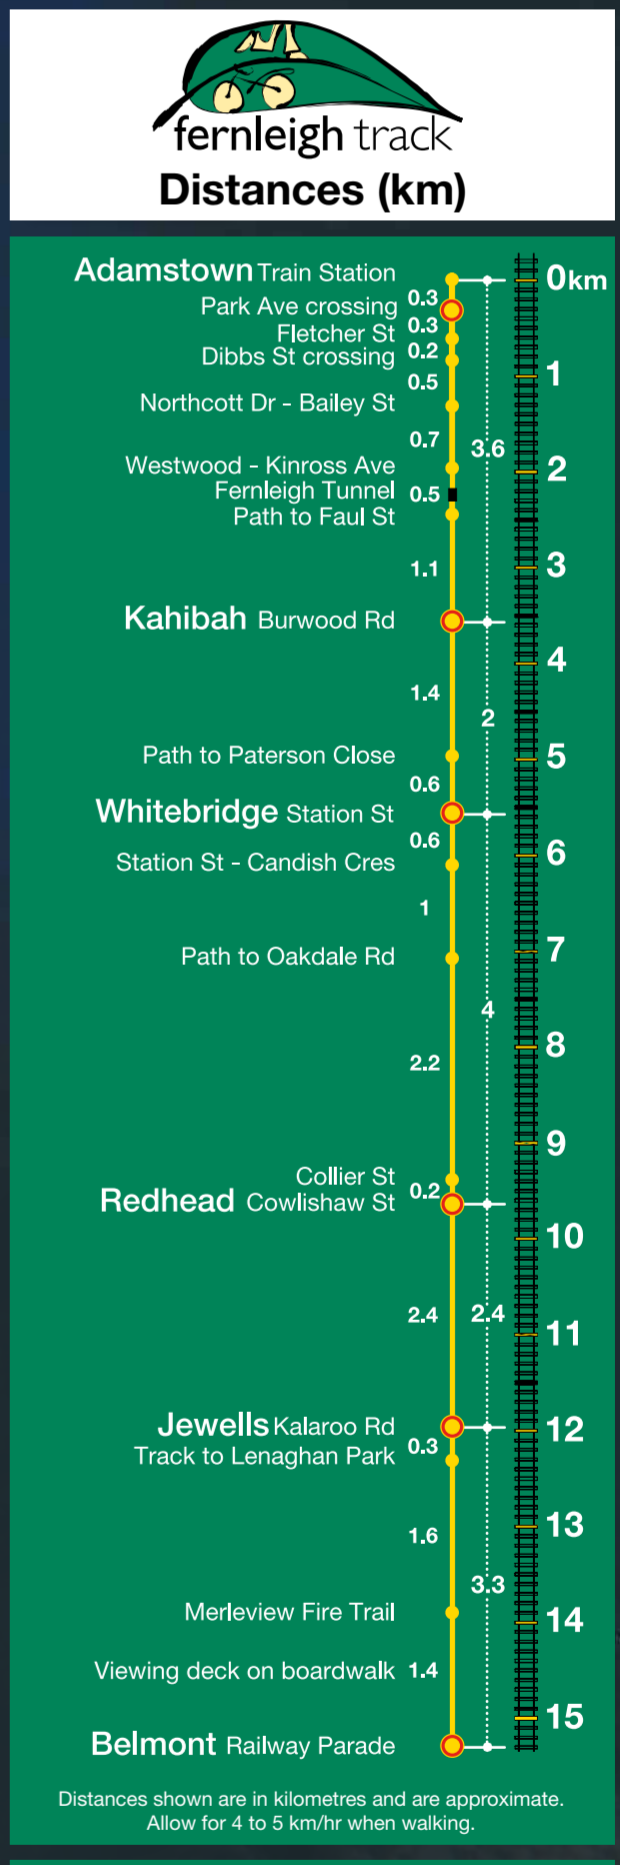 fernleigh track
Distances (km)
Adamstown Train Station
0km
0.3
Park Ave crossing
0.3
Fletcher St
0.2
Dibbs St crossing
0.5
1
Northcott Dr - Bailey St
0.7
3.6
Westwood - Kinross Ave
2
Fernleigh Tunnel 0.5
Path to Faul St
1.1
3
Kahibah Burwood Rd
4
1.4
2
Path to Paterson Close
5
0.6
Whitebridge Station St
0.6
6
Station St - Candish Cres
1
7
Path to Oakdale Rd
4
8
2.2
9
Collier St
0.2
Redhead Cowlishaw St
10
2.4
2.4
11
Jewells Kalaroo Rd
12
0.3
Track to Lenaghan Park
13
1.6
3.3
Merleview Fire Trail
14
Viewing deck on boardwalk 1.4
15
Belmont Railway Parade
Distances shown are in kilometres and are approximate.
Allow for 4 to 5 km/hr when walking.